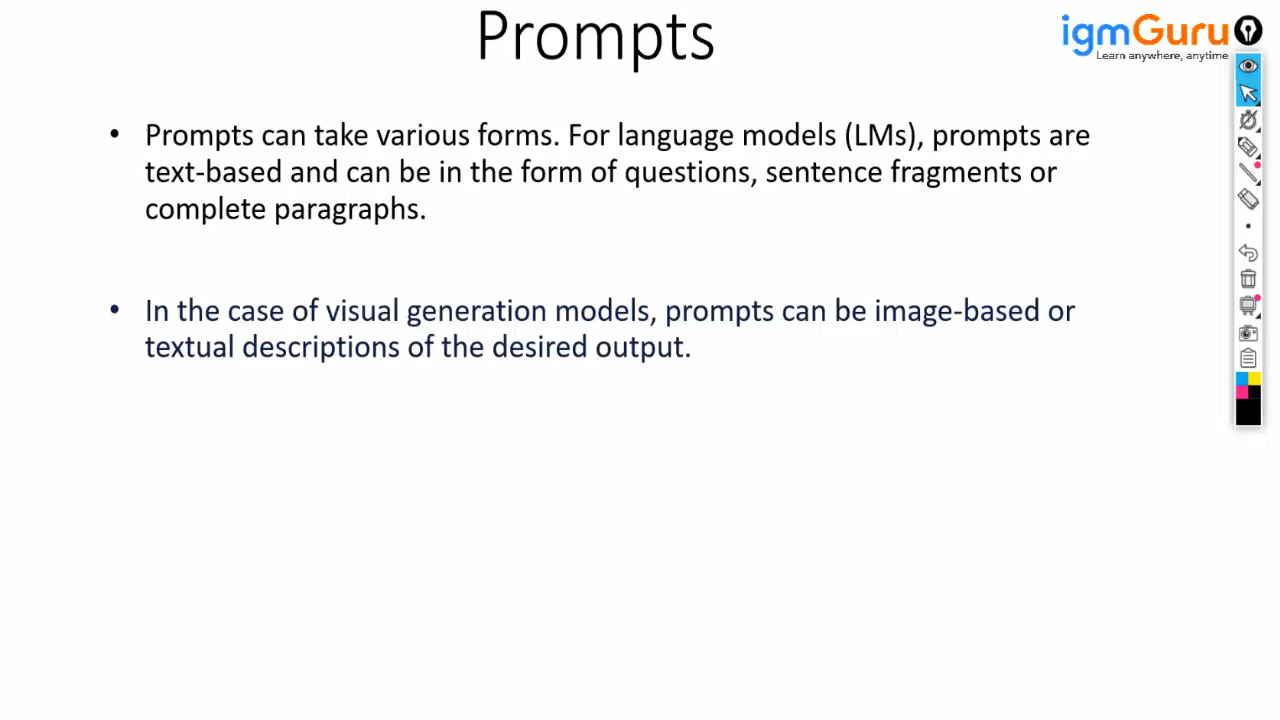 Prompts
igmGuru
Learn anywhere, anytime
• Prompts can take various forms. For language models (LMs), prompts are
text-based and can be in the form of questions, sentence fragments or
complete paragraphs.
• In the case of visual generation models, prompts can be image-based or
textual descriptions of the desired output.